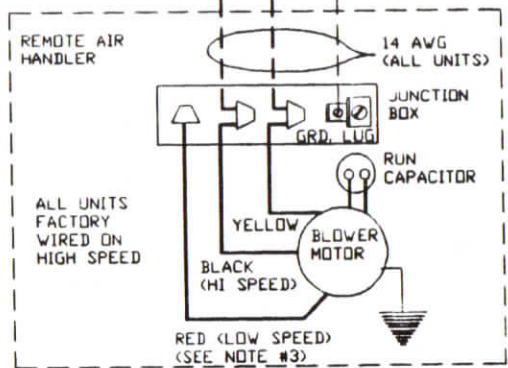 REMOTE AIR
HANDLER
14 AWG
(ALL UNITS)
JUNCTION
BOX
GRD. LUG
RUN
CAPACITOR
ALL UNITS
FACTORY
WIRED ON
HIGH SPEED
YELLOW
BLOWER
MOTOR
BLACK
(HI SPEED)
RED (LOW SPEED)
(SEE NOTE #3)